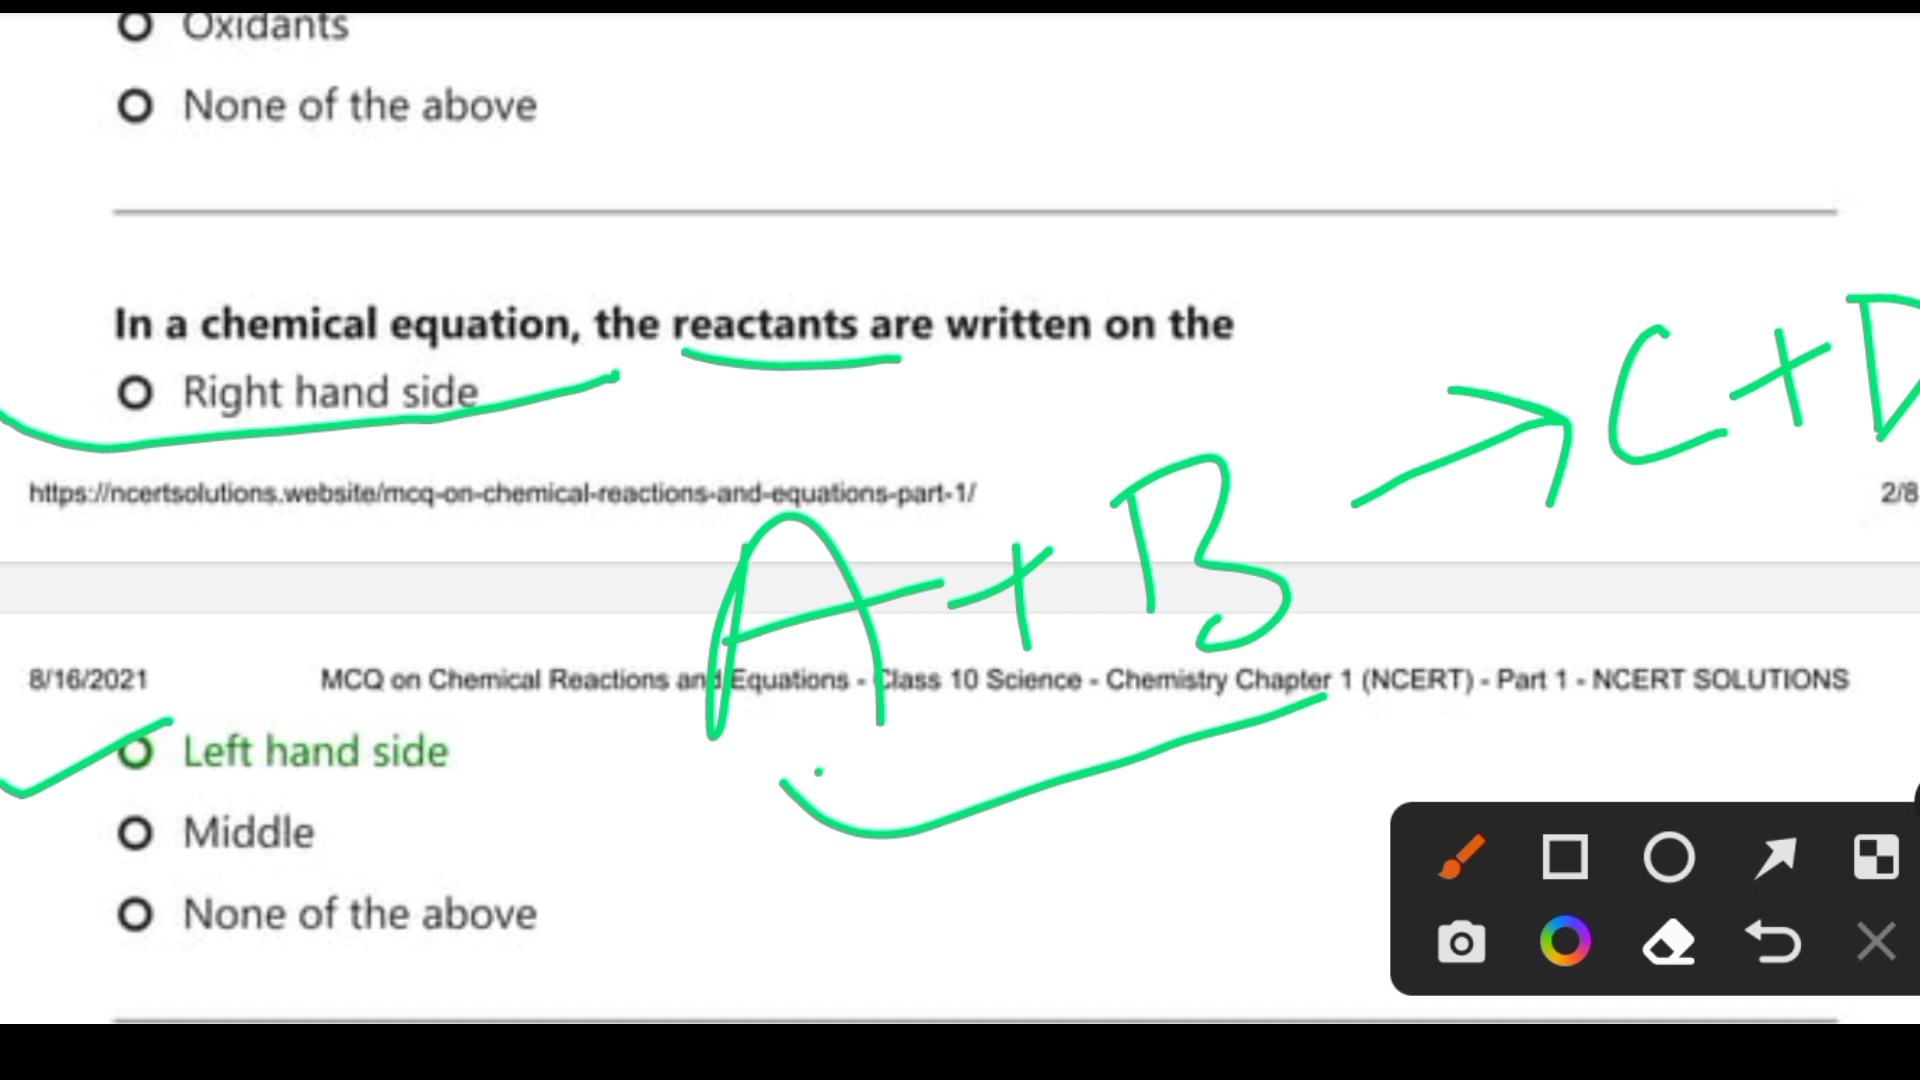 Oxidants
None of the above
In a chemical equation, the reactants are written on the
Right hand side
C+D
https://ncertsolutions.website/mcq-on-chemical-reactions-and-equations-part-1/
2/8
A+B →
8/16/2021
MCQ on Chemical Reactions and Equations - Class 10 Science - Chemistry Chapter 1 (NCERT) - Part 1 - NCERT SOLUTIONS
Left hand side
Middle
None of the above